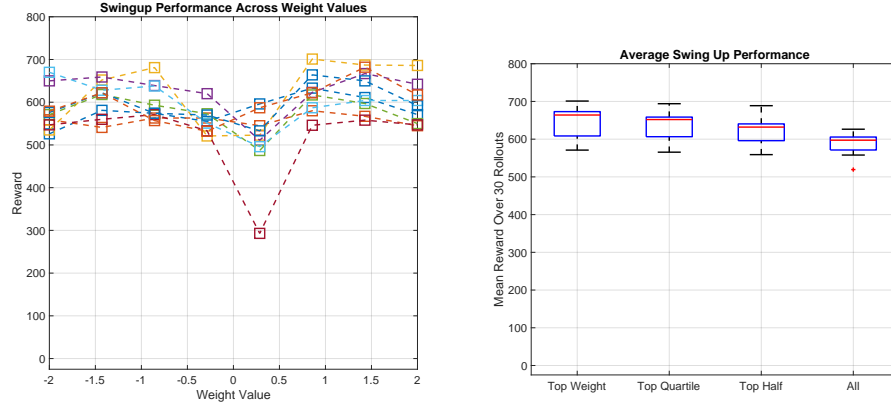 Swingup Performance Across Weight Values
800
700
600
500
400
300
200
100
0
-2 -1.5 -1 -0.5 0 0.5 1 1.5 2
Reward
Weight Value
Average Swing Up Performance
800
700
600
500
400
300
200
100
0
Mean Reward Over 30 Rollouts
Top Weight Top Quartile Top Half All